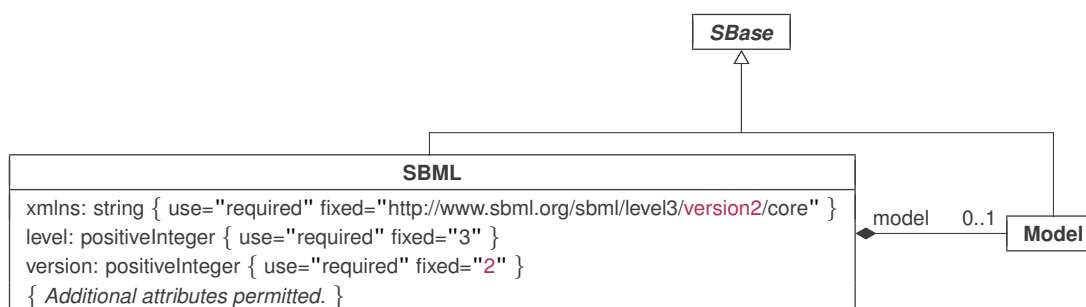 SBase
SBML
xmlns: string { use="required" fixed="http://www.sbml.org/sbml/level3/version2/core" }
level: positiveInteger { use="required" fixed="3" }
version: positiveInteger { use="required" fixed="2" }
{ Additional attributes permitted. }
model 0..1
Model